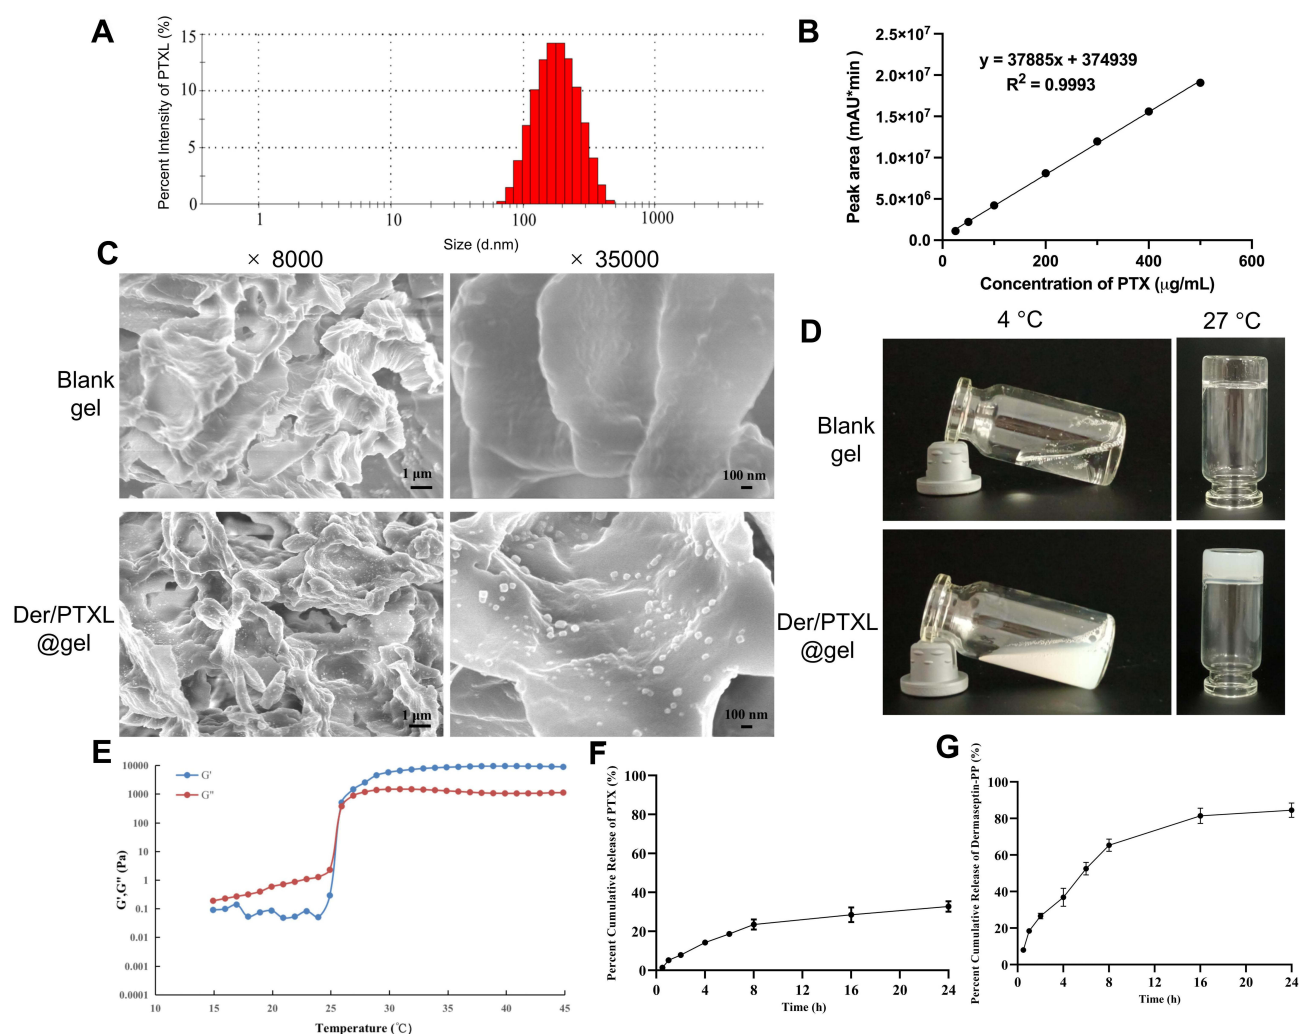 A
Percent Intensity of PTXL (%)
15
10
5
0
1
10
100
1000
Size (d.nm)
B
Peak area (mAU*min )
2.5×10⁷
2.0×10⁷
1.5×10⁷
1.0×10⁷
5.0×10⁶
0.0
y = 37885x + 374939
R² = 0.9993
0
200
400
600
Concentration of PTX (μg/mL)
C
× 8000
× 35000
Blank
gel
1 μm
100 nm
Der/PTXL
@gel
1 μm
100 nm
D
4 °C
27 °C
Blank
gel
Der/PTXL
@gel
E
G',G" (Pa)
10000
1000
100
10
1
0.1
0.01
0.001
0.0001
G'
G"
10
15
20
25
30
35
40
45
Temperature (℃)
F
Percent Cumulative Release of PTX (%)
100
80
60
40
20
0
0
4
8
12
16
20
24
Time (h)
G
Percent Cumulative Release of Dermaseptin-PP (%)
100
80
60
40
20
0
0
4
8
12
16
20
24
Time (h)